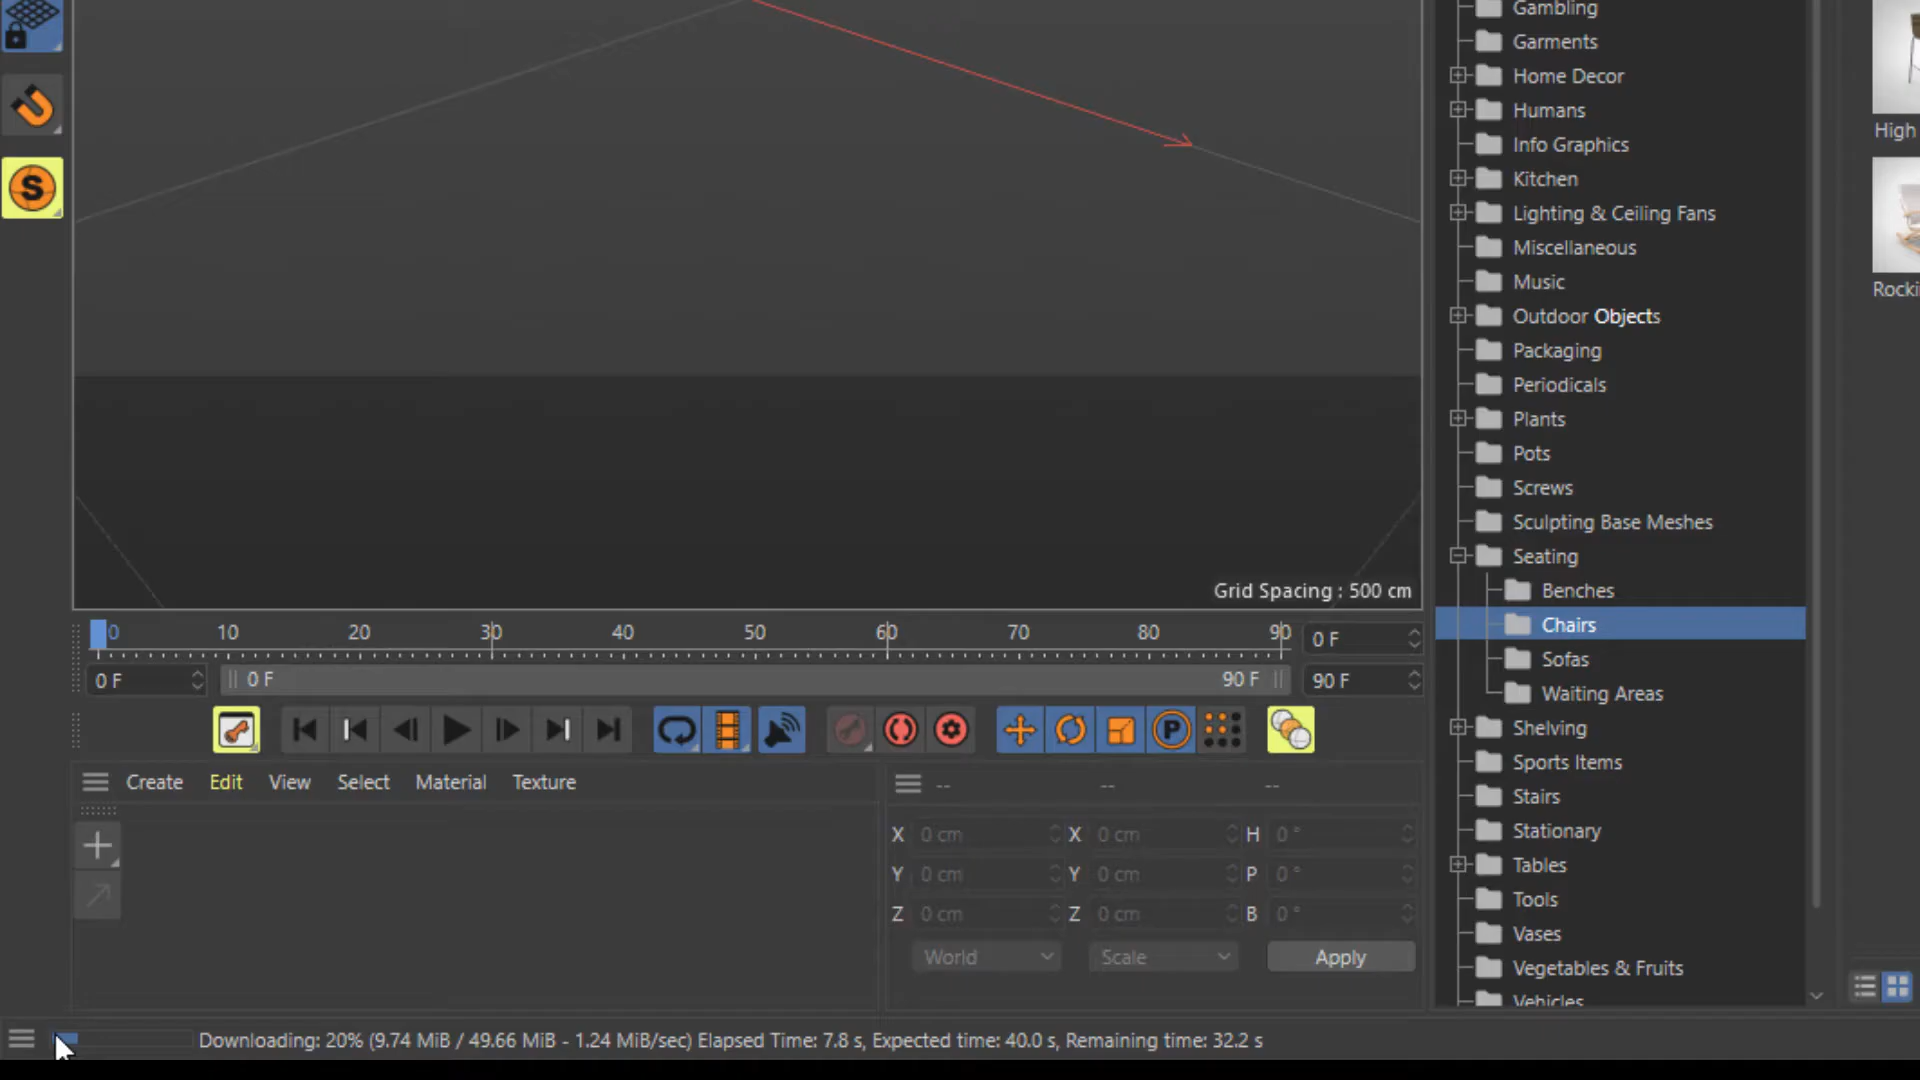 Gambling
Garments
Home Decor
Humans
Info Graphics
Kitchen
Lighting & Ceiling Fans
Miscellaneous
Music
Outdoor Objects
Packaging
Periodicals
Plants
Pots
Screws
Sculpting Base Meshes
Seating
Benches
Chairs
Sofas
Waiting Areas
Shelving
Sports Items
Stairs
Stationary
Tables
Tools
Vases
Vegetables & Fruits
Vehicles
High
Rocki
S
Grid Spacing : 500 cm
0 10 20 30 40 50 60 70 80 90 0 F
0 F 0 F 90 F 90 F
P
Create Edit View Select Material Texture
-- -- --
X 0 cm X 0 cm H 0 °
Y 0 cm Y 0 cm P 0 °
Z 0 cm Z 0 cm B 0 °
World Scale Apply
Downloading: 20% (9.74 MiB / 49.66 MiB - 1.24 MiB/sec) Elapsed Time: 7.8 s, Expected time: 40.0 s, Remaining time: 32.2 s